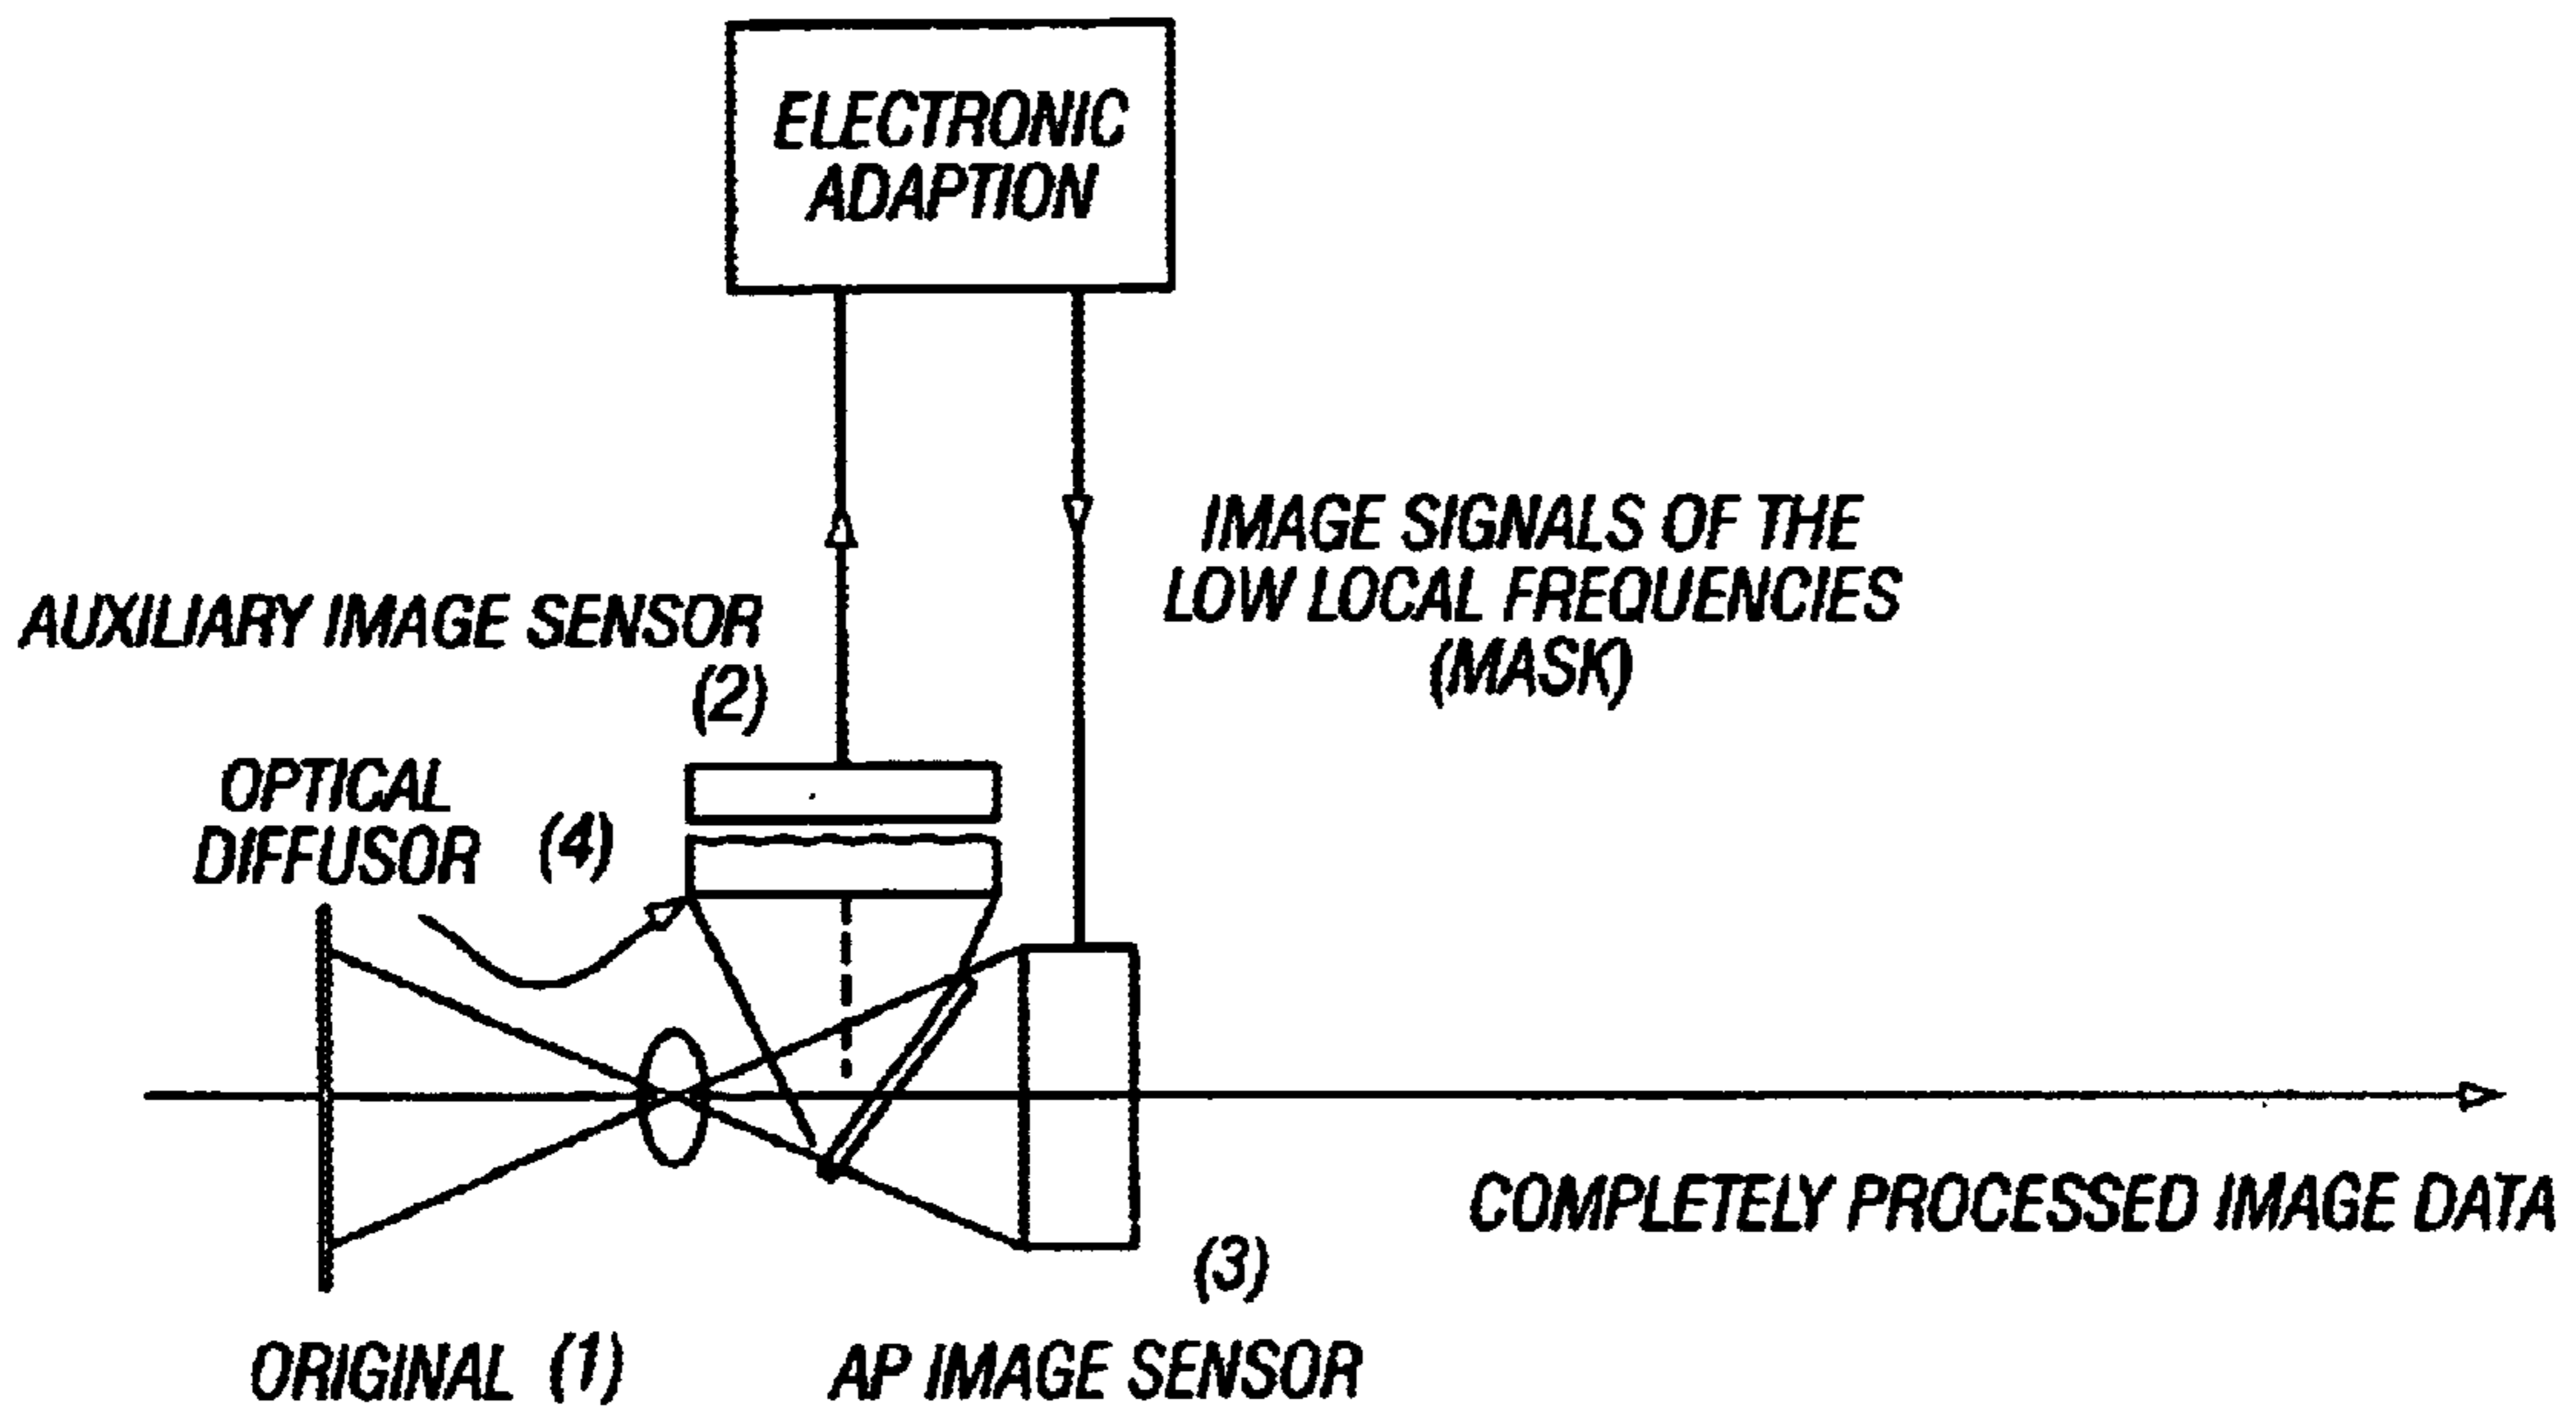 ELECTRONIC
ADAPTION
IMAGE SIGNALS OF THE
LOW LOCAL FREQUENCIES
(MASK)
AUXILIARY IMAGE SENSOR
(2)
OPTICAL
DIFFUSOR (4)
COMPLETELY PROCESSED IMAGE DATA
(3)
ORIGINAL (1)
AP IMAGE SENSOR